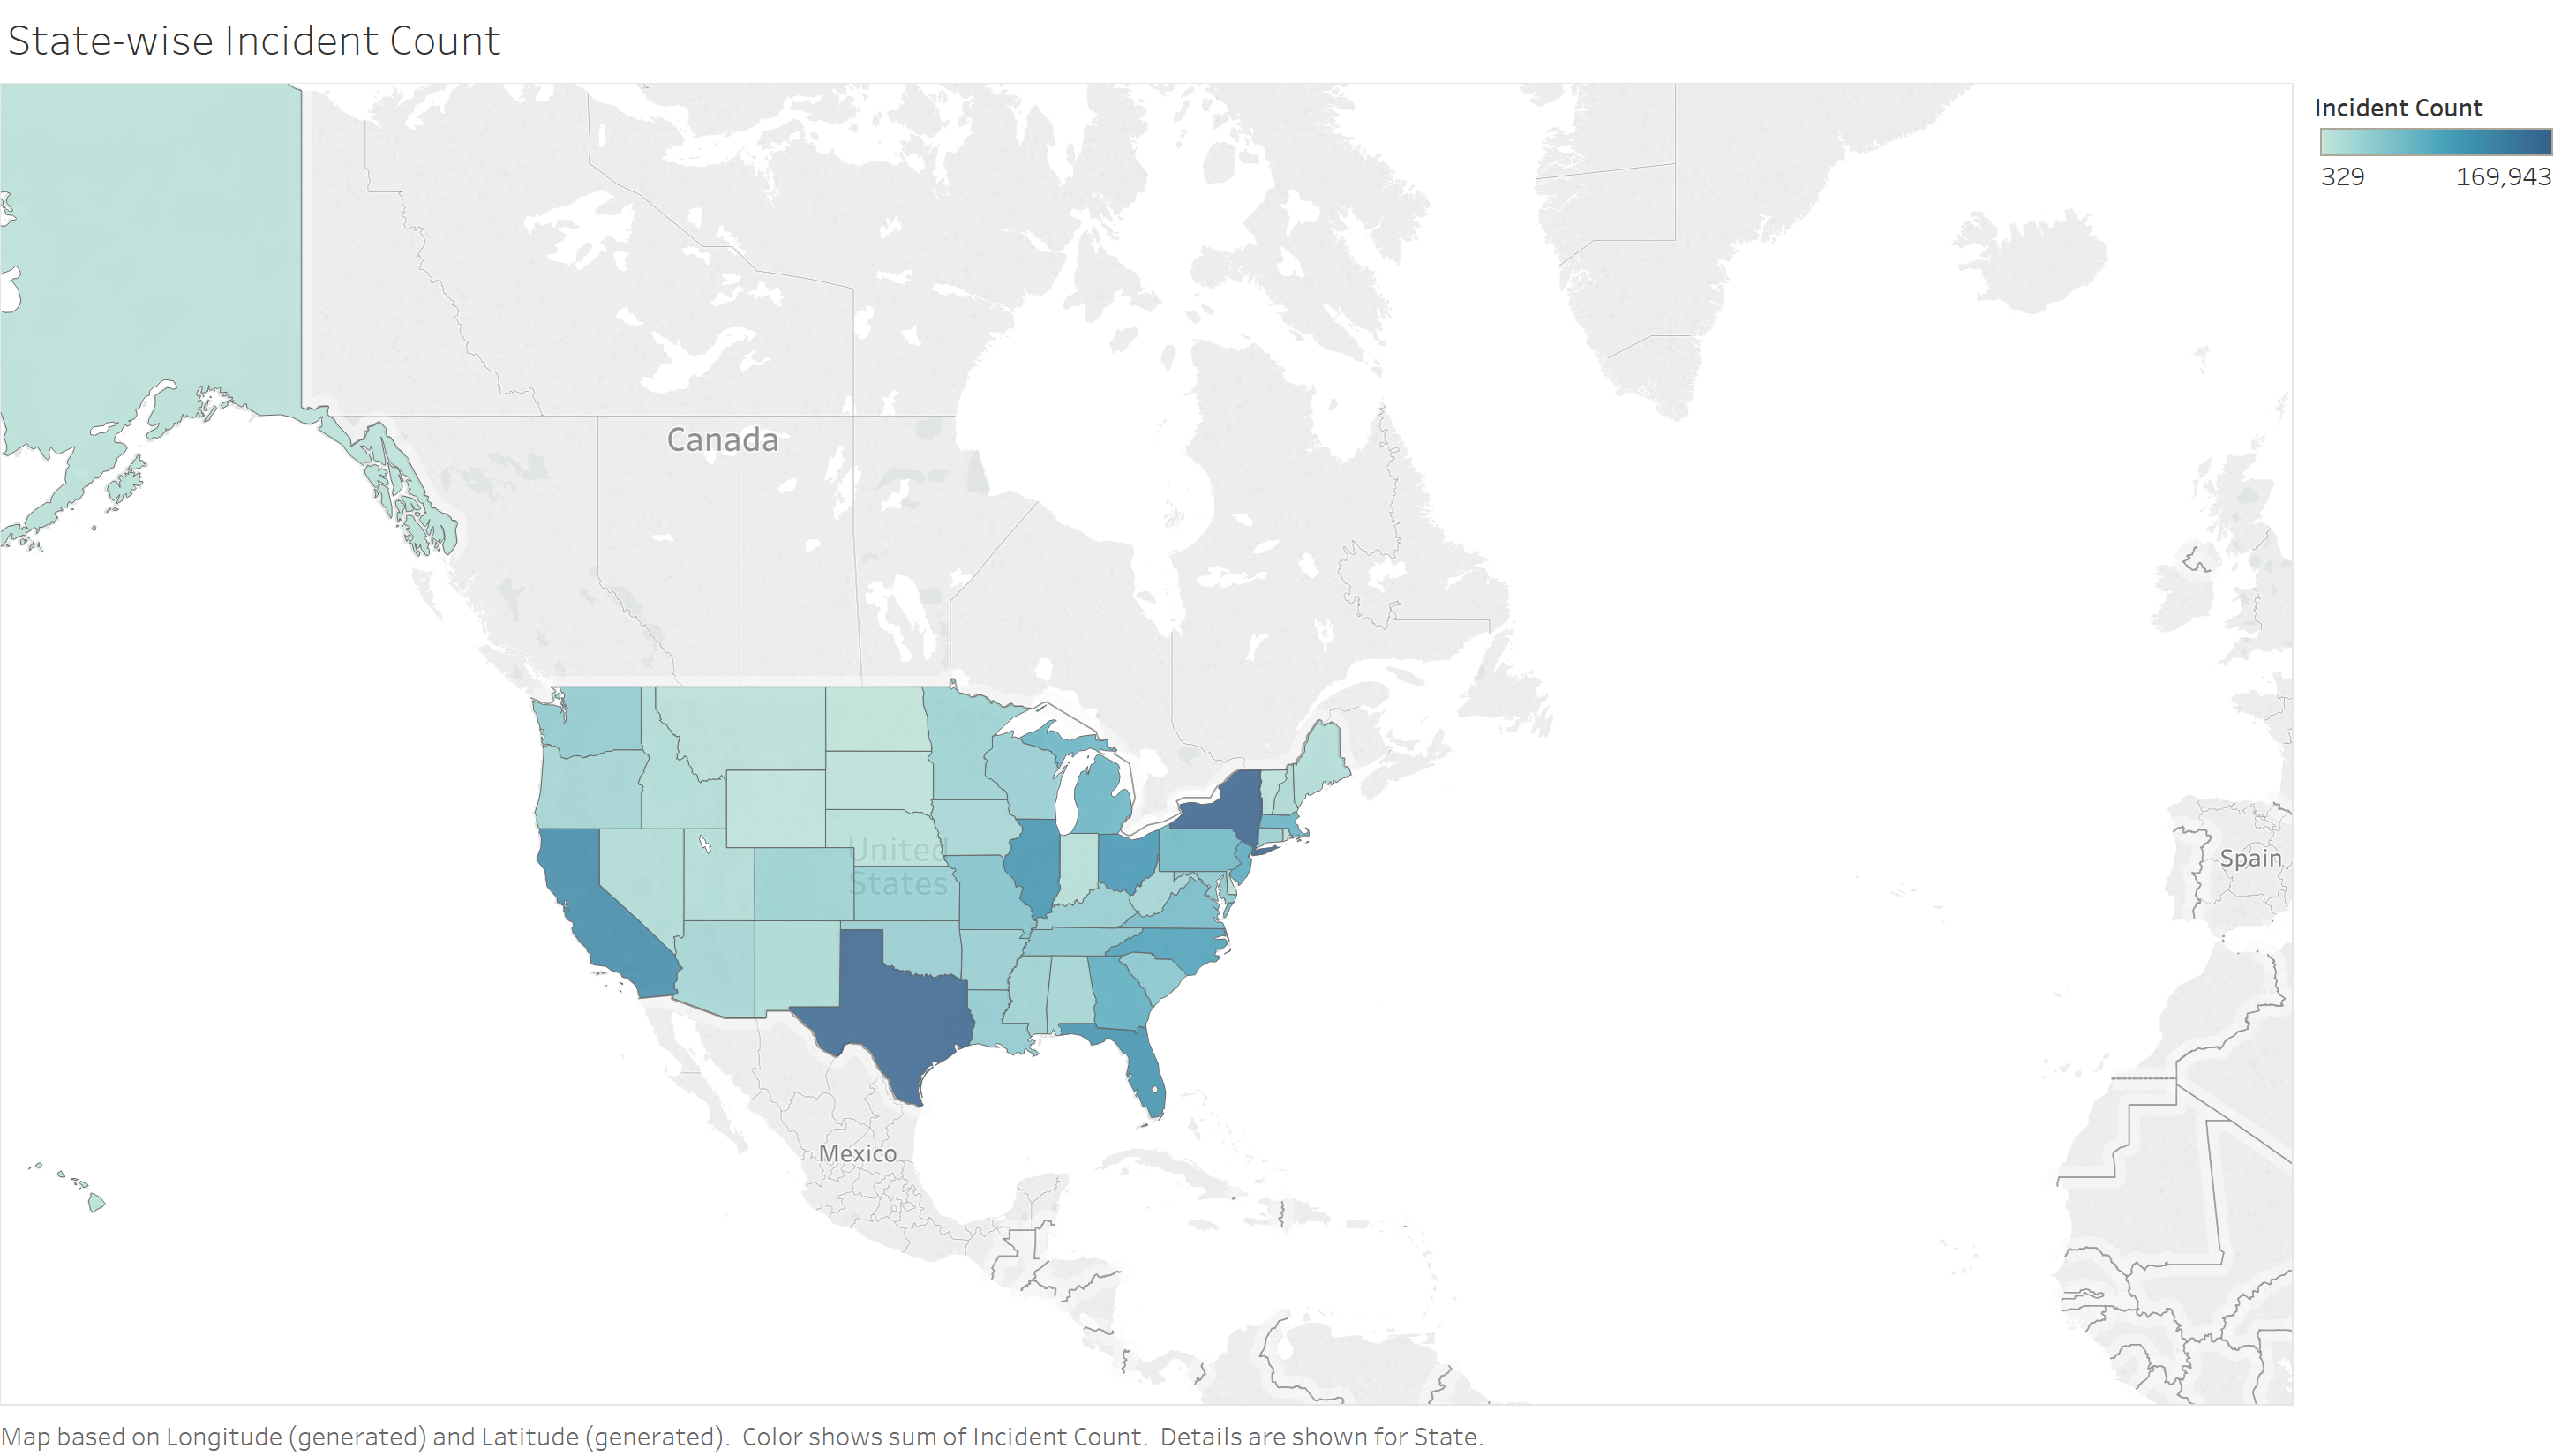 State-wise Incident Count
Incident Count
329 169,943
Canada
United
States
Spain
Mexico
Map based on Longitude (generated) and Latitude (generated).  Color shows sum of Incident Count.  Details are shown for State.